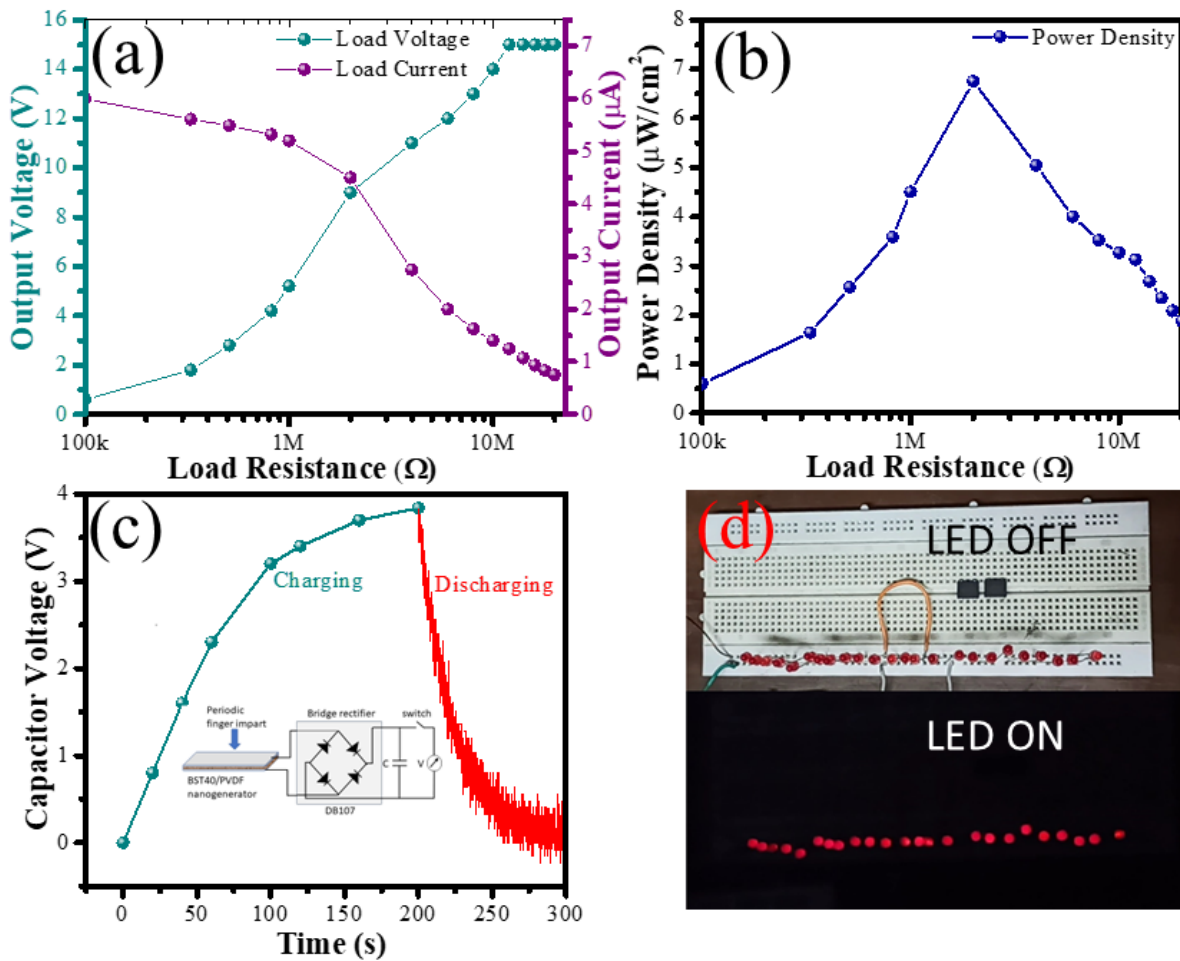 (a)
Load Voltage
Load Current
Output Voltage (V)
16
14
12
10
8
6
4
2
0
Output Current (μA)
7
6
5
4
3
2
1
0
100k
1M
10M
Load Resistance (Ω)
(b)
Power Density
Power Density (μW/cm²)
8
7
6
5
4
3
2
1
0
100k
1M
10M
Load Resistance (Ω)
(c)
Capacitor Voltage (V)
4
3
2
1
0
Charging
Discharging
Periodic
finger impart
BST40/PVDF
nanogenerator
Bridge rectifier
DB107
switch
C
V
0
50
100
150
200
250
300
Time (s)
(d)
LED OFF
LED ON